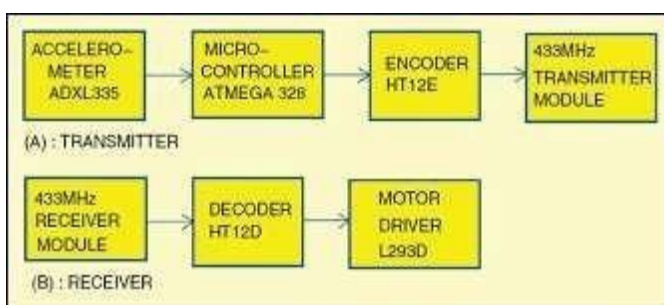 ACCELERO-
METER
ADXL335
MICRO-
CONTROLLER
ATMEGA 328
ENCODER
HT12E
433MHz
TRANSMITTER
MODULE
(A) : TRANSMITTER
433MHz
RECEIVER
MODULE
DECODER
HT12D
MOTOR
DRIVER
L293D
(B) : RECEIVER